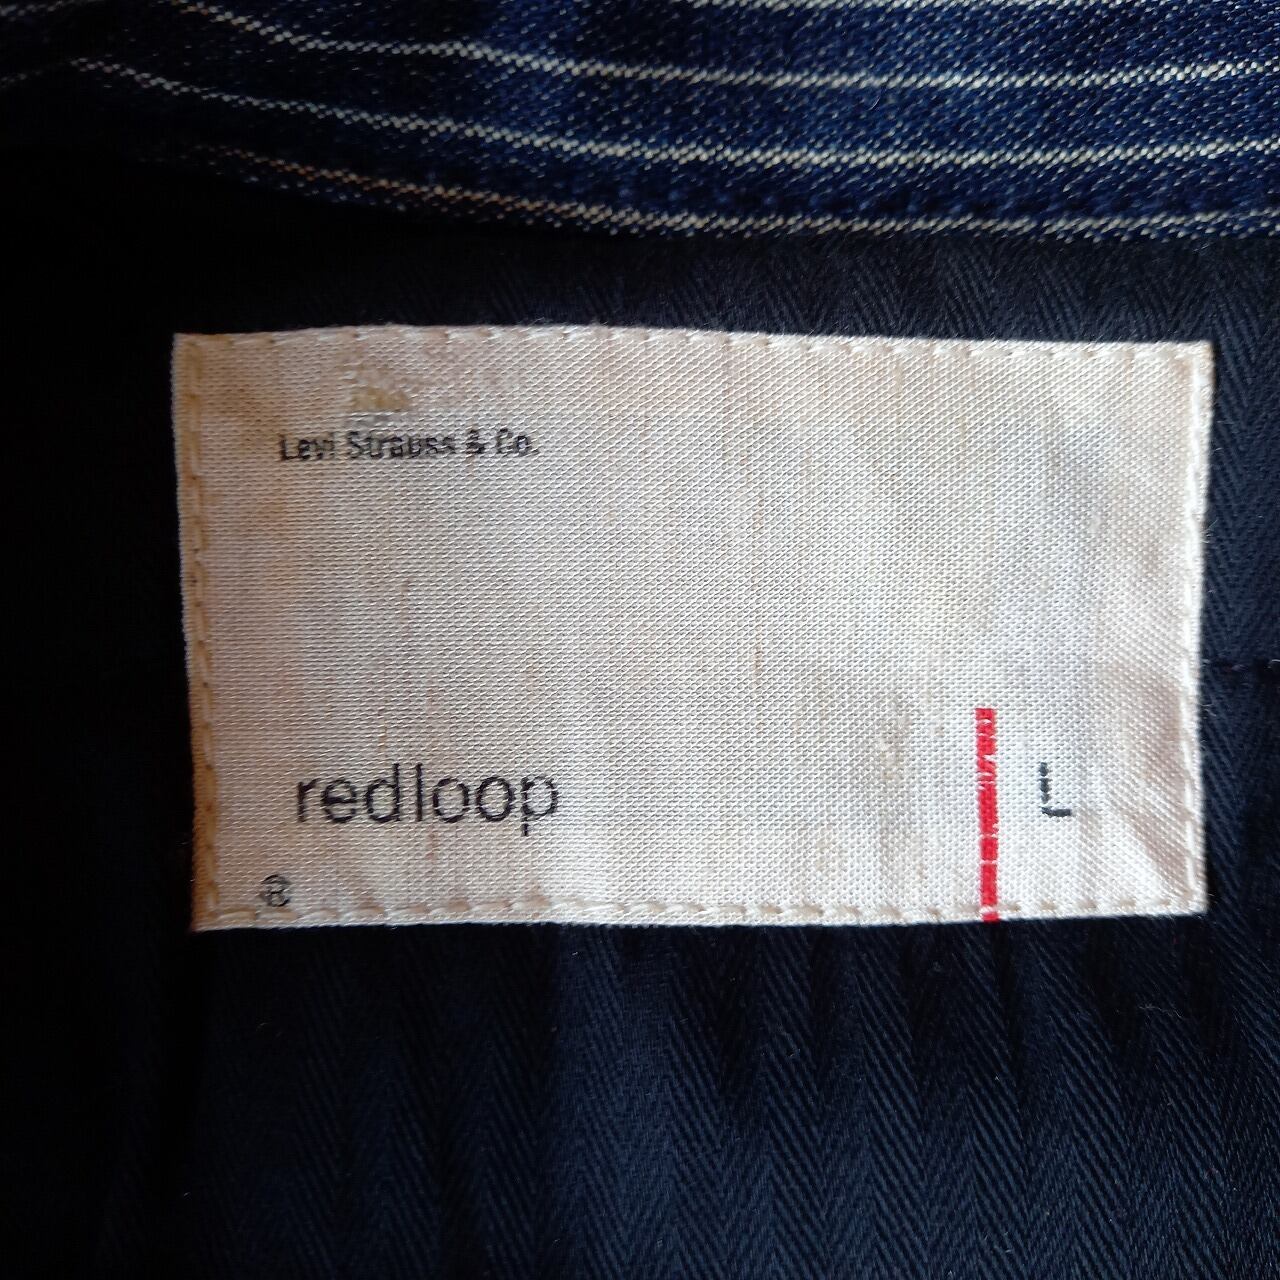 Levi Strauss & Co.
redloop
L
®